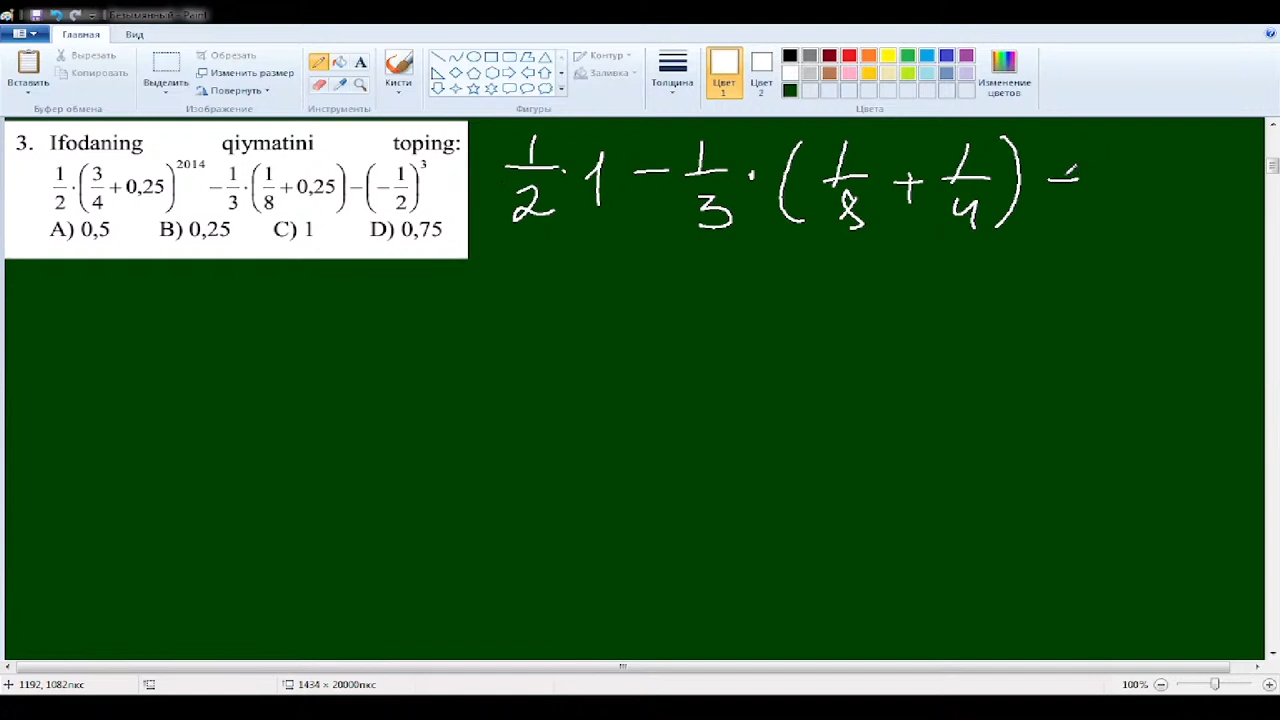 Безымянный - Paint
Главная Вид
Вставить
Вырезать
Копировать
Буфер обмена
Выделить
Обрезать
Изменить размер
Повернуть
Изображение
A
Инструменты
Кисти
Контур
Заливка
Фигуры
Толщина
Цвет 1
Цвет 2
Изменение цветов
Цвета
3. Ifodaning qiymatini toping:
1/2 · (3/4 + 0,25)^2014 − 1/3 · (1/8 + 0,25) − (−1/2)^3
A) 0,5 B) 0,25 C) 1 D) 0,75
1/2 · 1 − 1/3 · (1/8 + 1/4) =
1192, 1082пкс
1434 × 20000пкс
100%